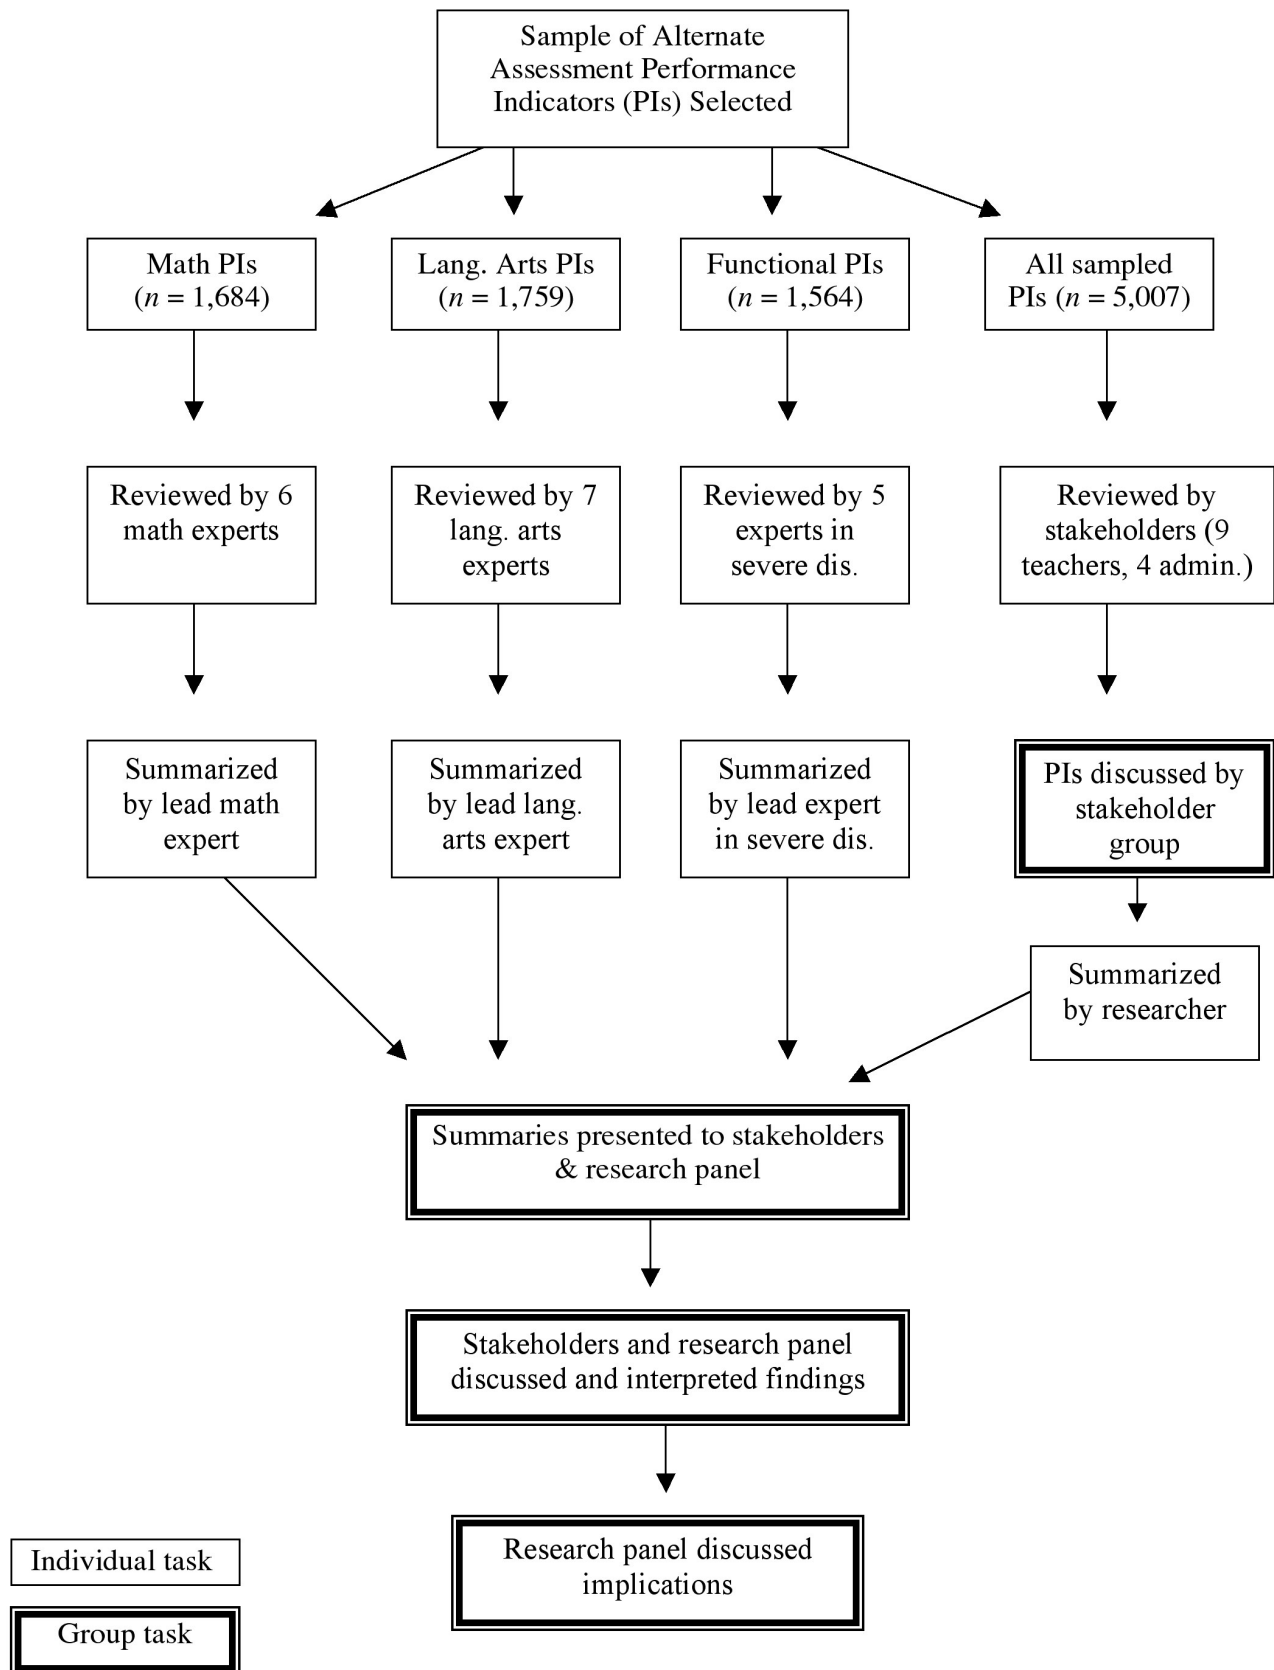 Sample of Alternate
Assessment Performance
Indicators (PIs) Selected
Math PIs
(n = 1,684)
Lang. Arts PIs
(n = 1,759)
Functional PIs
(n = 1,564)
All sampled
PIs (n = 5,007)
Reviewed by 6
math experts
Reviewed by 7
lang. arts
experts
Reviewed by 5
experts in
severe dis.
Reviewed by
stakeholders (9
teachers, 4 admin.)
Summarized
by lead math
expert
Summarized
by lead lang.
arts expert
Summarized
by lead expert
in severe dis.
PIs discussed by
stakeholder
group
Summarized
by researcher
Summaries presented to stakeholders
& research panel
Stakeholders and research panel
discussed and interpreted findings
Research panel discussed
implications
Individual task
Group task